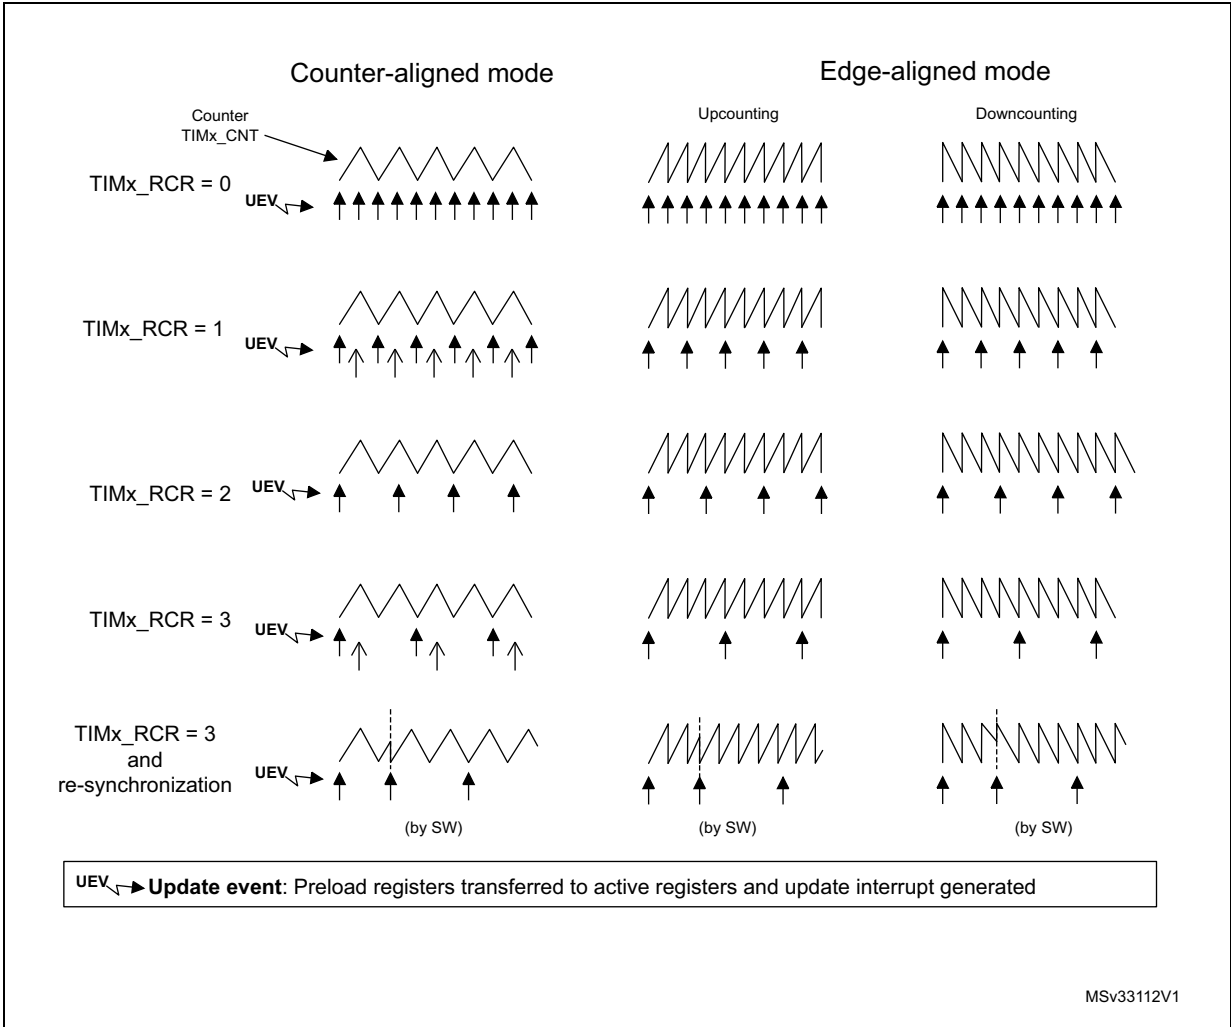 Counter-aligned mode
Edge-aligned mode
Counter
TIMx_CNT
Upcounting
Downcounting
TIMx_RCR = 0
UEV
TIMx_RCR = 1
UEV
TIMx_RCR = 2
UEV
TIMx_RCR = 3
UEV
TIMx_RCR = 3
and
re-synchronization
UEV
(by SW)
(by SW)
(by SW)
UEV Update event: Preload registers transferred to active registers and update interrupt generated
MSv33112V1